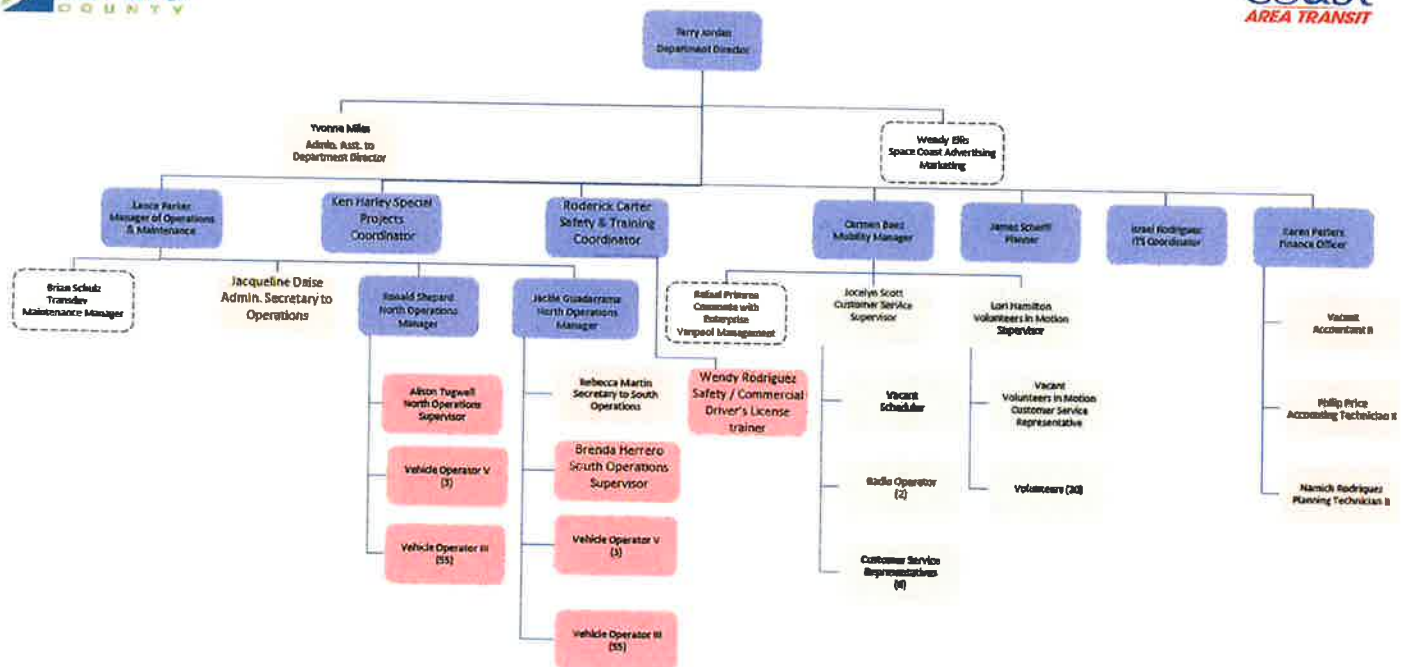 COUNTY
AREA TRANSIT
Terry Jordan
Department Director
Yvonne Miles
Admin. Asst. to
Department Director
Wendy Ellis
Space Coast Advertising
Marketing
Lance Parker
Manager of Operations
& Maintenance
Ken Harley Special
Projects
Coordinator
Roderick Carter
Safety & Training
Coordinator
Carmen Baez
Mobility Manager
James
Planner
Israel Rodriguez
ITS Coordinator
Karen
Finance Officer
Brian Schulz
Transdev
Maintenance Manager
Jacqueline Daise
Admin. Secretary to
Operations
Ronald Shepard
North Operations
Manager
Jackie Guadarrama
North Operations
Manager
Rafael
Commute with
Enterprise
Vanpool Management
Jocelyn Scott
Customer Service
Supervisor
Lori Hamilton
Volunteers in Motion
Supervisor
Vacant
Accountant II
Alison Tugwell
North Operations
Supervisor
Rebecca Martin
Secretary to South
Operations
Wendy Rodriguez
Safety / Commercial
Driver's License
trainer
Vacant
Scheduler
Vacant
Volunteers in Motion
Customer Service
Representative
Philip Price
Accounting Technician II
Vehicle Operator V
(3)
Brenda Herrero
South Operations
Supervisor
Radio Operator
(2)
Volunteers (20)
Namich Rodriguez
Planning Technician II
Vehicle Operator III
(55)
Vehicle Operator V
(3)
Customer Service
Representatives
Vehicle Operator III
(55)